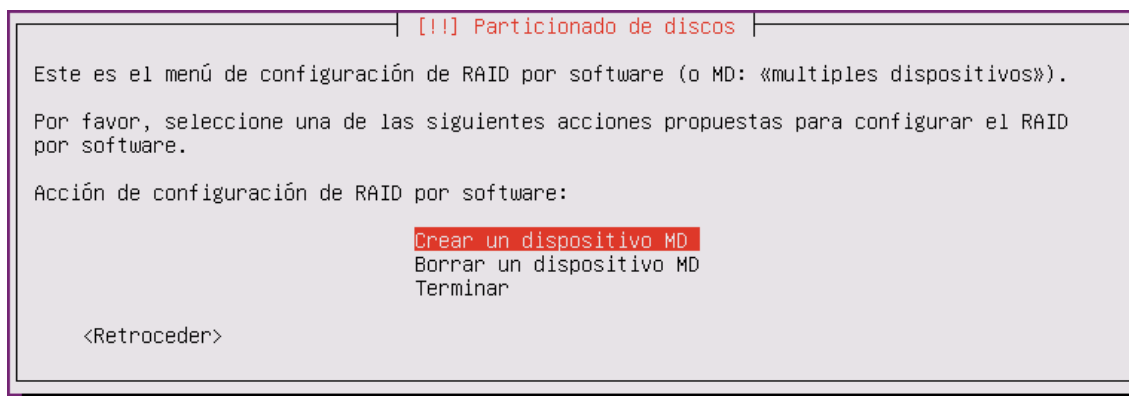 [!!] Particionado de discos
Este es el menú de configuración de RAID por software (o MD: «multiples dispositivos»).
Por favor, seleccione una de las siguientes acciones propuestas para configurar el RAID
por software.
Acción de configuración de RAID por software:
Crear un dispositivo MD
Borrar un dispositivo MD
Terminar
<Retroceder>